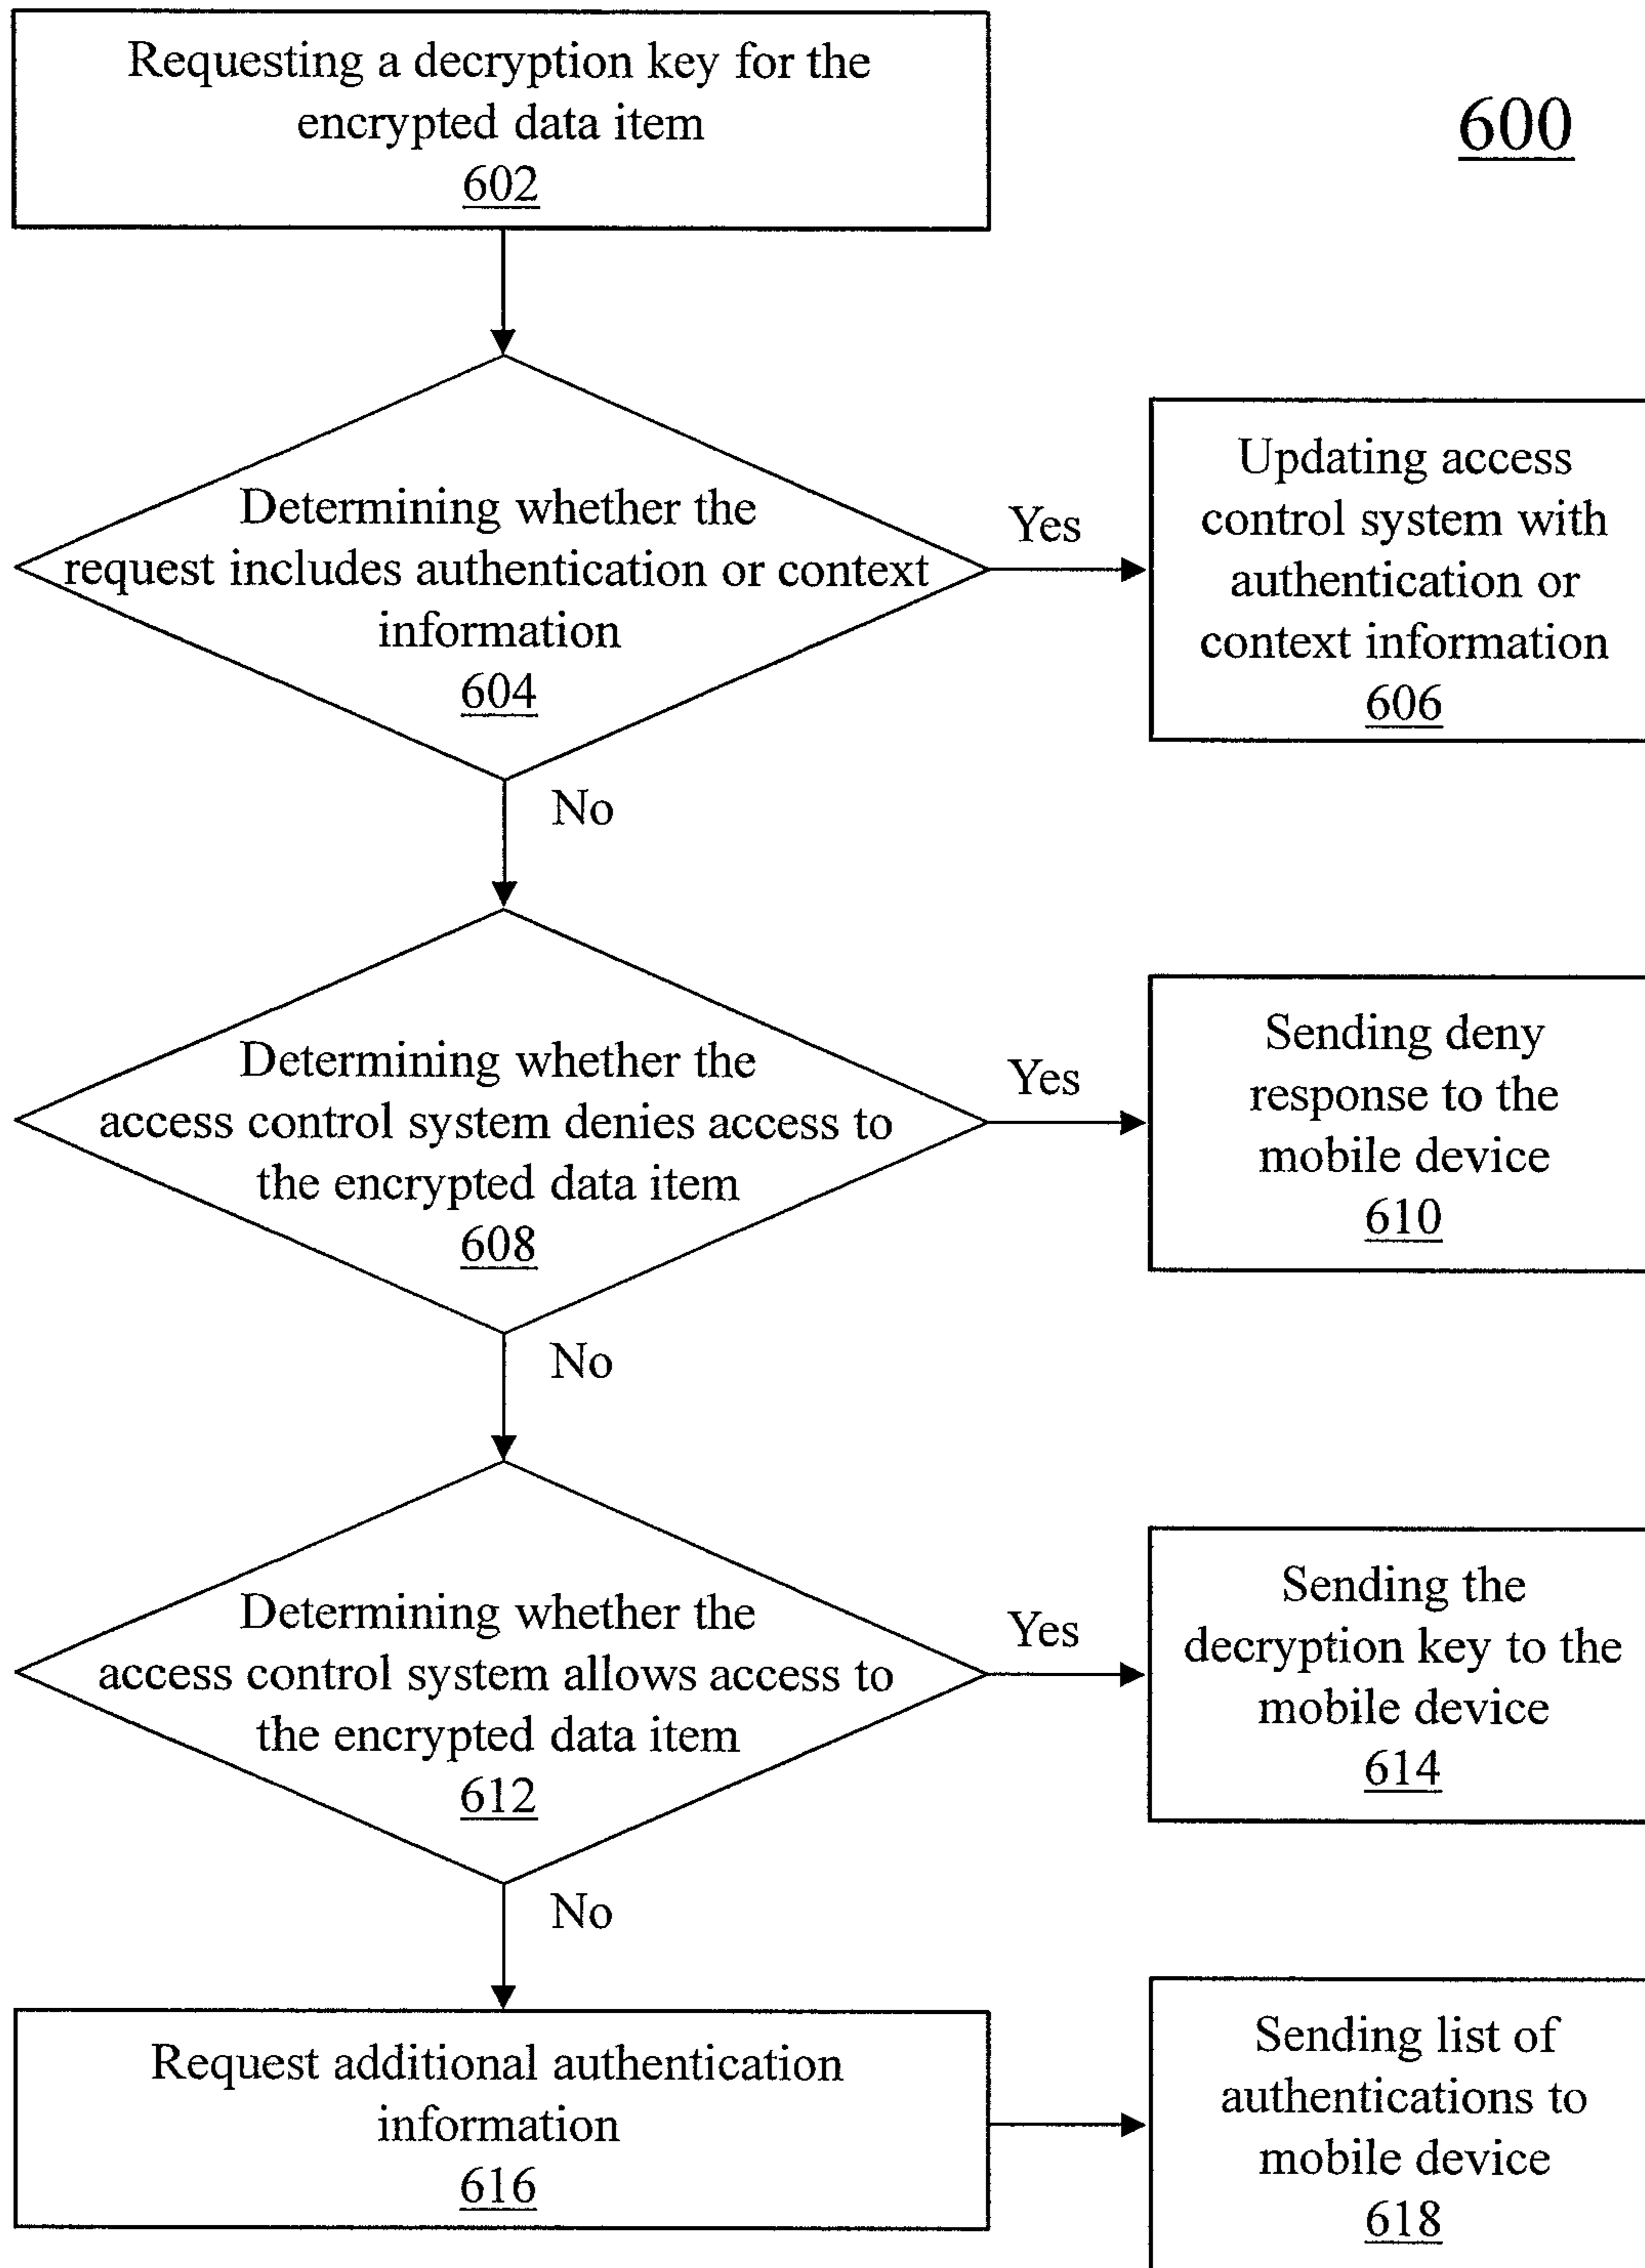 Requesting a decryption key for the
encrypted data item
602
600
Determining whether the
request includes authentication or context
information
604
Yes
Updating access
control system with
authentication or
context information
606
No
Determining whether the
access control system denies access to
the encrypted data item
608
Yes
Sending deny
response to the
mobile device
610
No
Determining whether the
access control system allows access to
the encrypted data item
612
Yes
Sending the
decryption key to the
mobile device
614
No
Request additional authentication
information
616
Sending list of
authentications to
mobile device
618